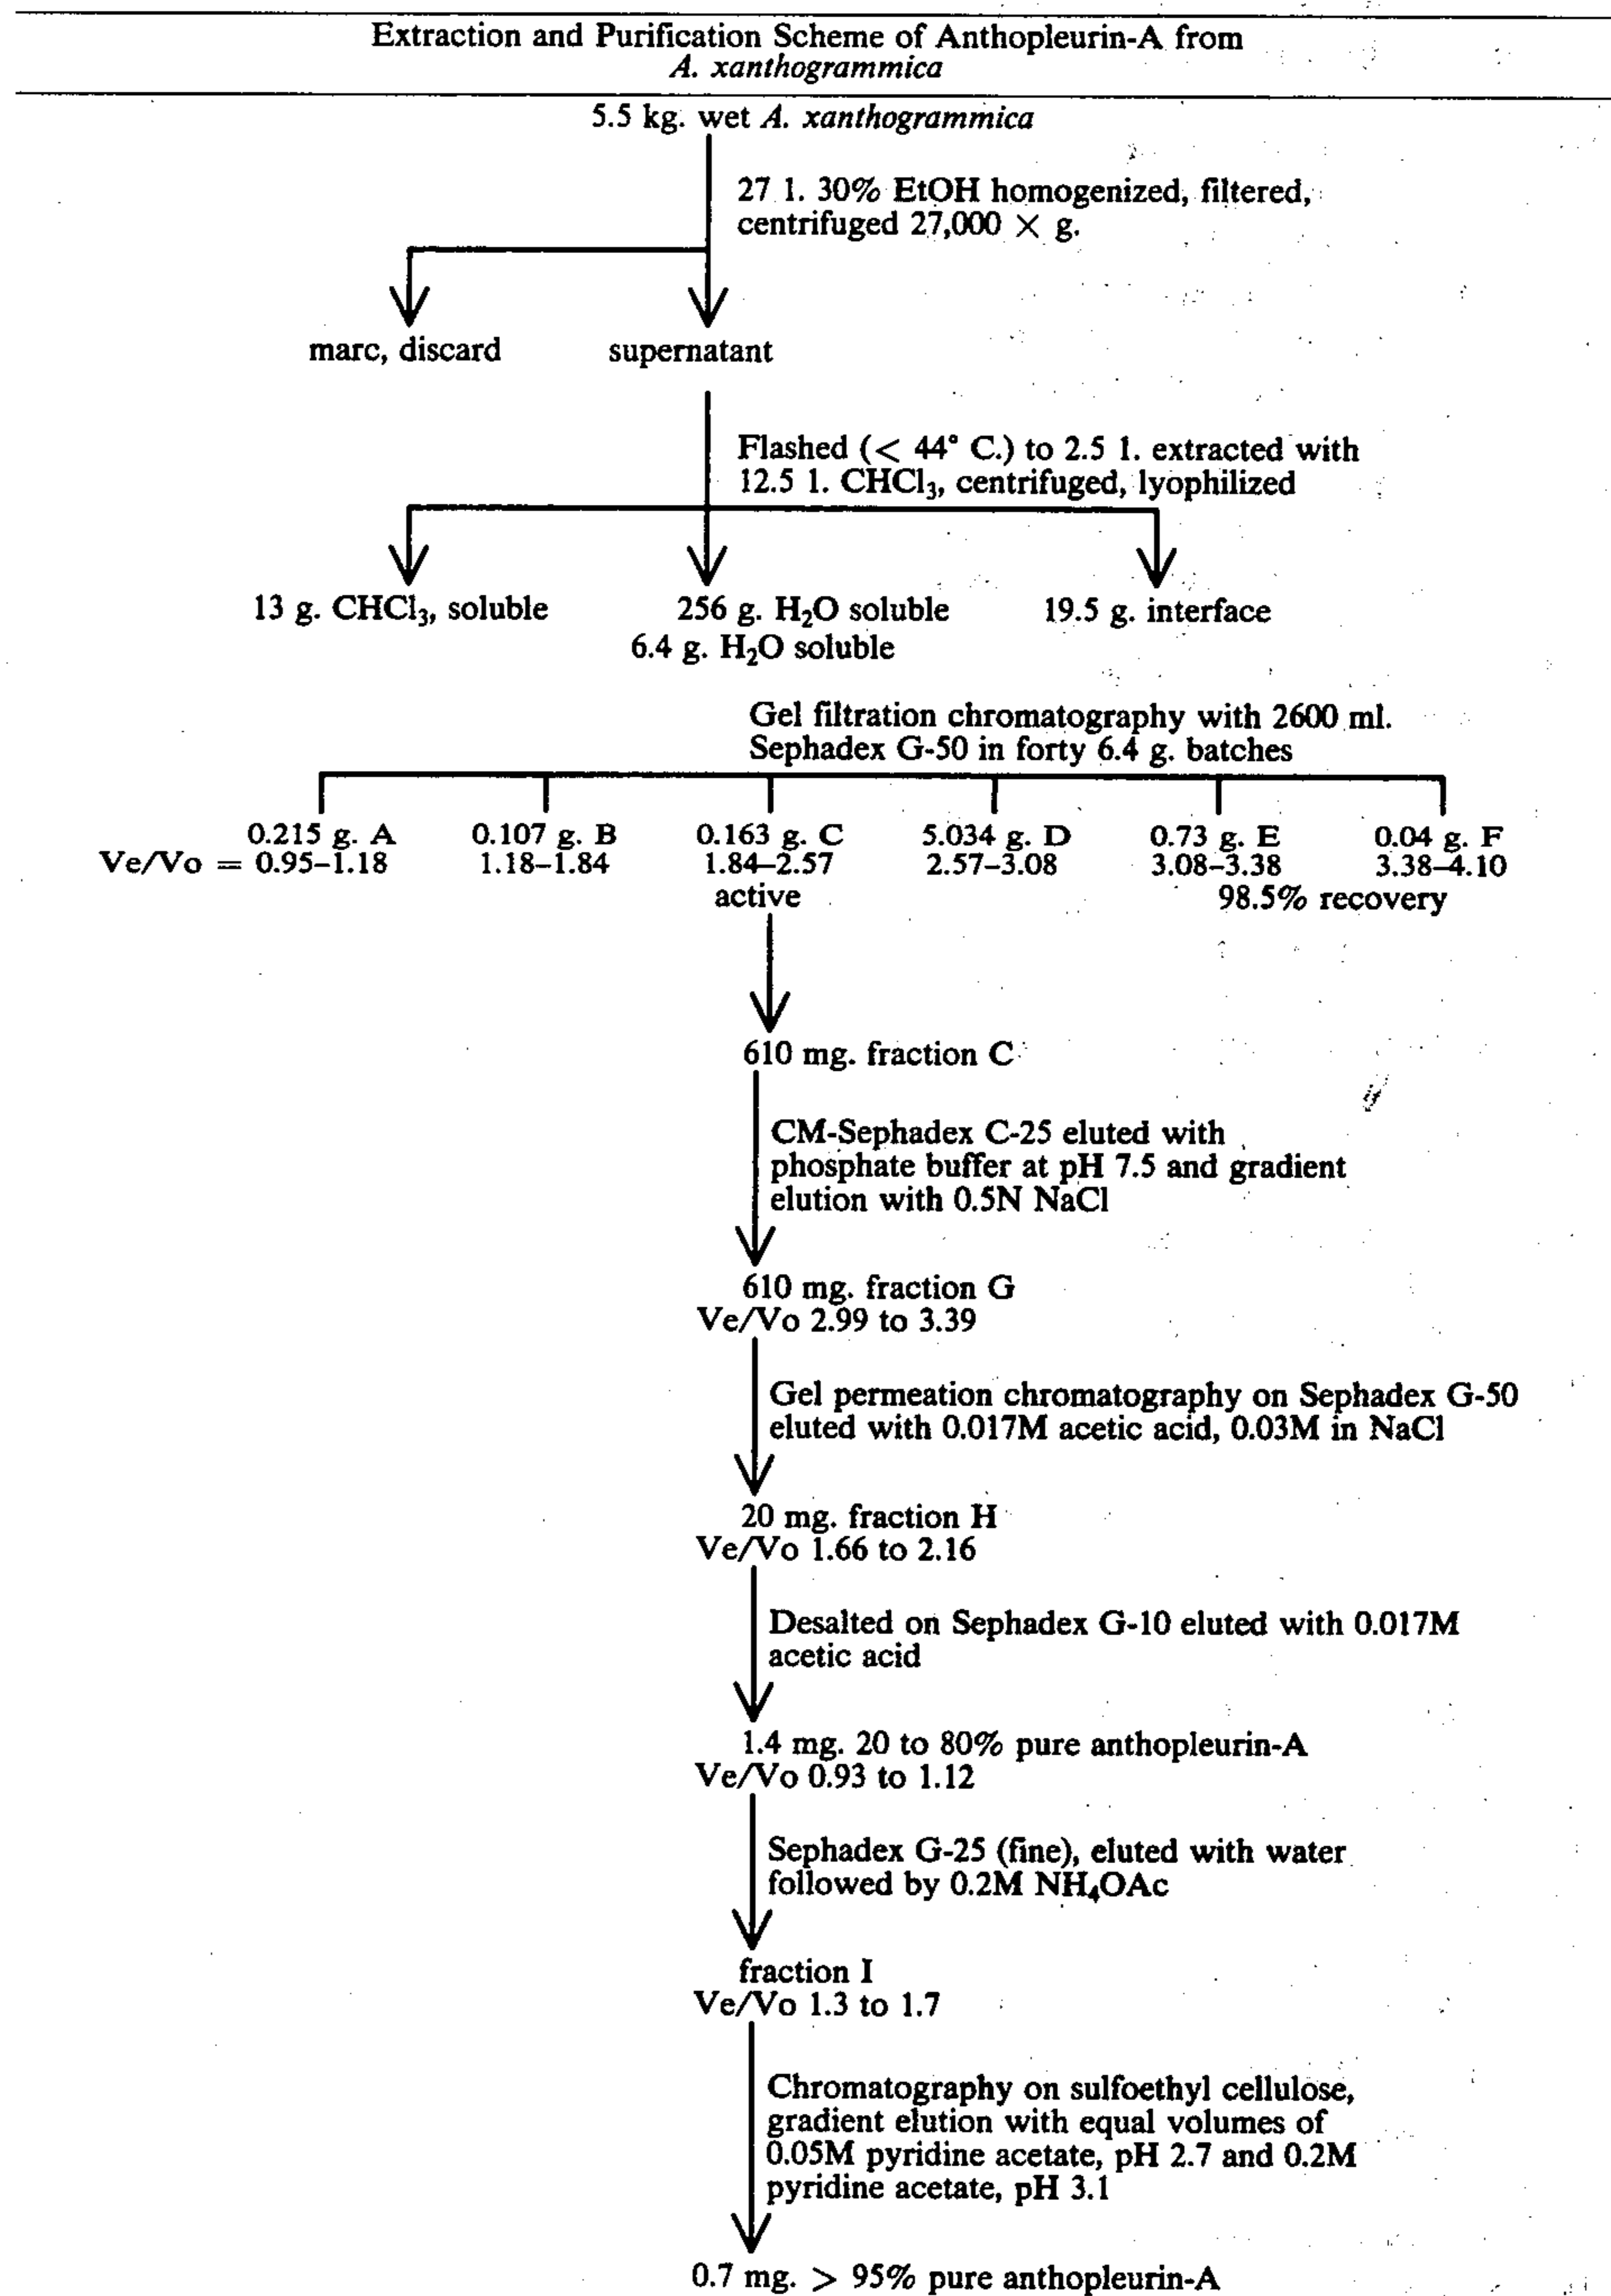 Extraction and Purification Scheme of Anthopleurin-A from
A. xanthogrammica
5.5 kg. wet A. xanthogrammica
27 l. 30% EtOH homogenized, filtered,
centrifuged 27,000 × g.
marc, discard
supernatant
Flashed (< 44° C.) to 2.5 l. extracted with
12.5 l. CHCl₃, centrifuged, lyophilized
13 g. CHCl₃, soluble
256 g. H₂O soluble
19.5 g. interface
6.4 g. H₂O soluble
Gel filtration chromatography with 2600 ml.
Sephadex G-50 in forty 6.4 g. batches
0.215 g. A 0.107 g. B 0.163 g. C 5.034 g. D 0.73 g. E 0.04 g. F
Ve/Vo = 0.95–1.18 1.18–1.84 1.84–2.57 2.57–3.08 3.08–3.38 3.38–4.10
active 98.5% recovery
610 mg. fraction C
CM-Sephadex C-25 eluted with
phosphate buffer at pH 7.5 and gradient
elution with 0.5N NaCl
610 mg. fraction G
Ve/Vo 2.99 to 3.39
Gel permeation chromatography on Sephadex G-50
eluted with 0.017M acetic acid, 0.03M in NaCl
20 mg. fraction H
Ve/Vo 1.66 to 2.16
Desalted on Sephadex G-10 eluted with 0.017M
acetic acid
1.4 mg. 20 to 80% pure anthopleurin-A
Ve/Vo 0.93 to 1.12
Sephadex G-25 (fine), eluted with water
followed by 0.2M NH₄OAc
fraction I
Ve/Vo 1.3 to 1.7
Chromatography on sulfoethyl cellulose,
gradient elution with equal volumes of
0.05M pyridine acetate, pH 2.7 and 0.2M
pyridine acetate, pH 3.1
0.7 mg. > 95% pure anthopleurin-A